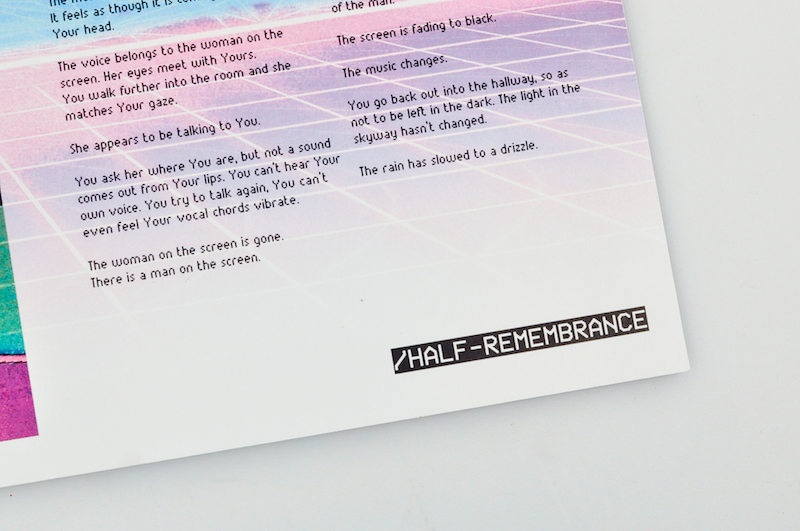 It feels as though it is
Your head.
The voice belongs to the woman on the
screen. Her eyes meet with Yours.
You walk further into the room and she
matches Your gaze.
She appears to be talking to You.
You ask her where You are, but not a sound
comes out from Your lips. You can't hear Your
own voice. You try to talk again, You can't
even feel Your vocal chords vibrate.
The woman on the screen is gone.
There is a man on the screen.
of the man.
The screen is fading to black.
The music changes.
You go back out into the hallway, so as
not to be left in the dark. The light in the
skyway hasn't changed.
The rain has slowed to a drizzle.
/HALF-REMEMBRANCE